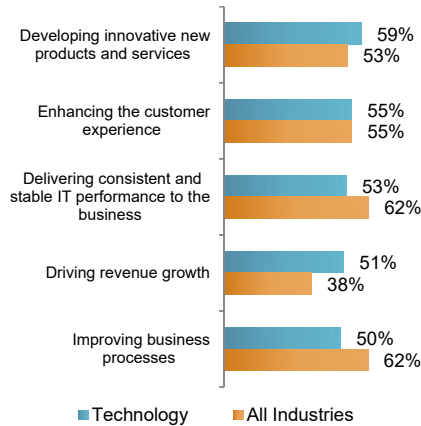 Developing innovative new
products and services
59%
53%
Enhancing the customer
experience
55%
55%
Delivering consistent and
stable IT performance to the
business
53%
62%
Driving revenue growth
51%
38%
Improving business
processes
50%
62%
Technology
All Industries